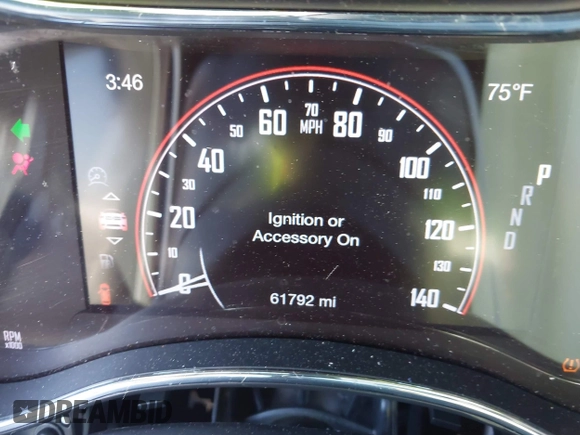 3:46
75°F
0
10
20
30
40
50
60
70
MPH
80
90
100
110
120
130
140
Ignition or
Accessory On
61792 mi
P
R
N
D
RPM
x1000
DREAMBID